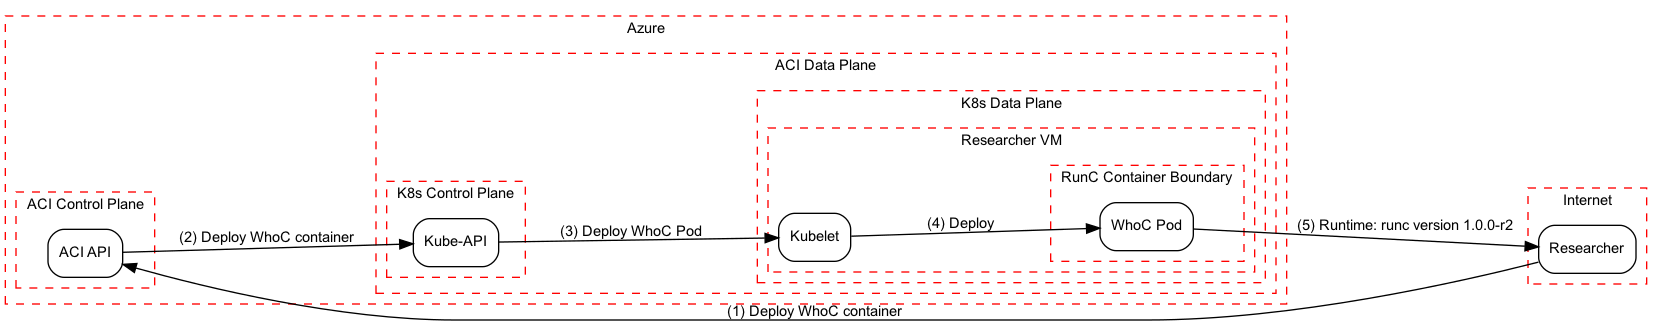 Azure
ACI Data Plane
K8s Data Plane
Researcher VM
RunC Container Boundary
K8s Control Plane
ACI Control Plane
Internet
ACI API
(2) Deploy WhoC container
Kube-API
(3) Deploy WhoC Pod
Kubelet
(4) Deploy
WhoC Pod
(5) Runtime: runc version 1.0.0-r2
Researcher
(1) Deploy WhoC container